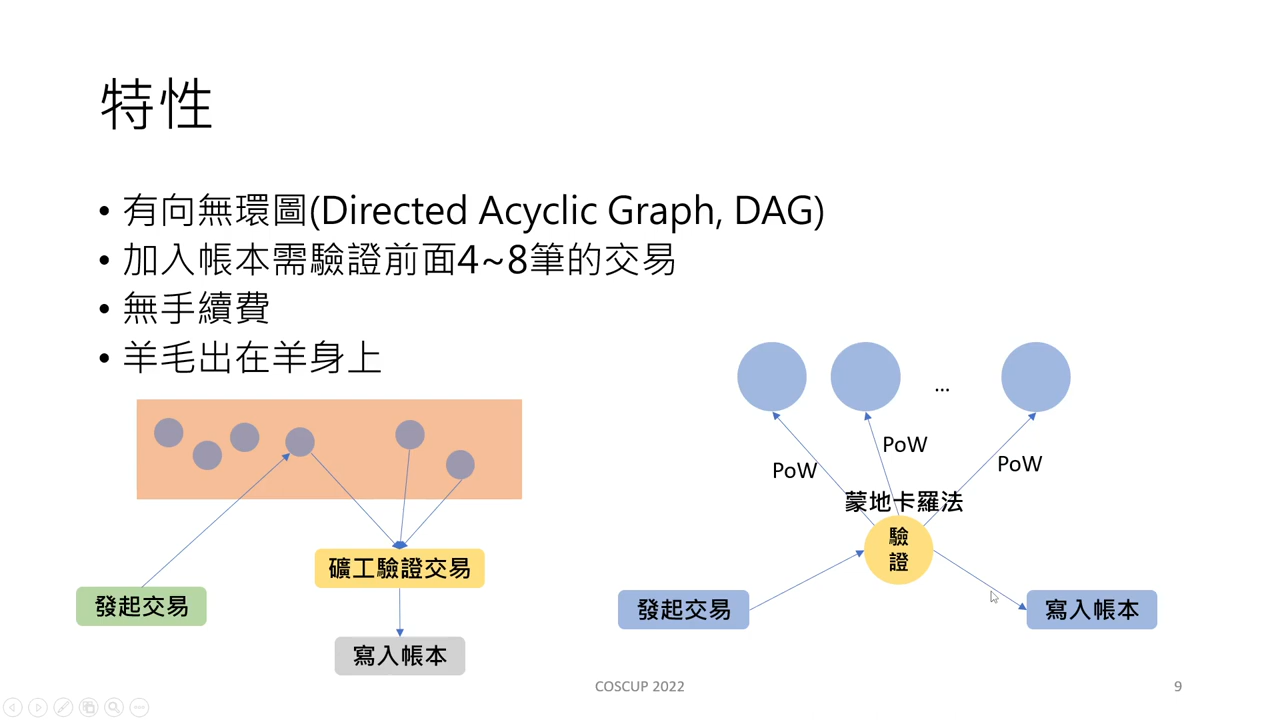 特性
• 有向無環圖(Directed Acyclic Graph, DAG)
• 加入帳本需驗證前面4~8筆的交易
• 無手續費
• 羊毛出在羊身上
發起交易
礦工驗證交易
寫入帳本
...
PoW
PoW
PoW
蒙地卡羅法
驗
證
發起交易
寫入帳本
COSCUP 2022
9